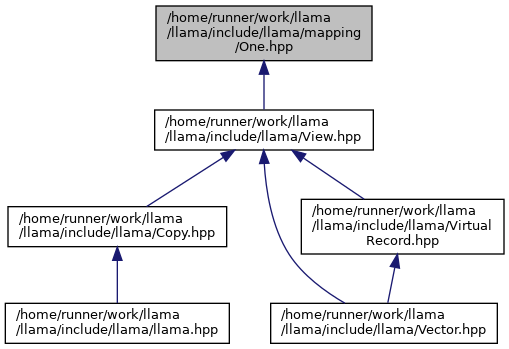 /home/runner/work/llama
/llama/include/llama/mapping
/One.hpp
/home/runner/work/llama
/llama/include/llama/View.hpp
/home/runner/work/llama
/llama/include/llama/Copy.hpp
/home/runner/work/llama
/llama/include/llama/Virtual
Record.hpp
/home/runner/work/llama
/llama/include/llama/llama.hpp
/home/runner/work/llama
/llama/include/llama/Vector.hpp